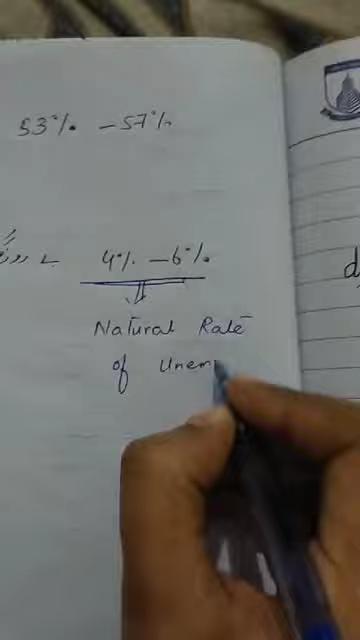 53% - 57%
4% - 6%
Natural Rate
of Unem
d